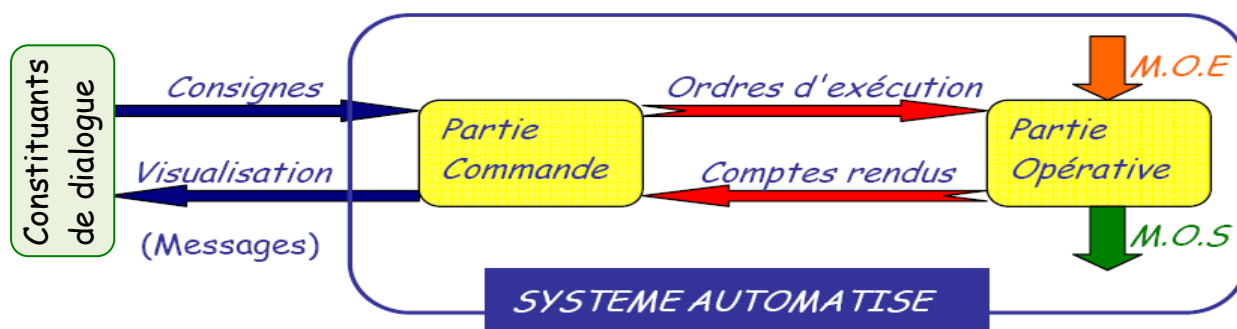 Constituants
de dialogue
Consignes
Visualisation
(Messages)
Partie
Commande
Ordres d'exécution
Comptes rendus
M.O.E
Partie
Opérative
M.O.S
SYSTEME AUTOMATISE